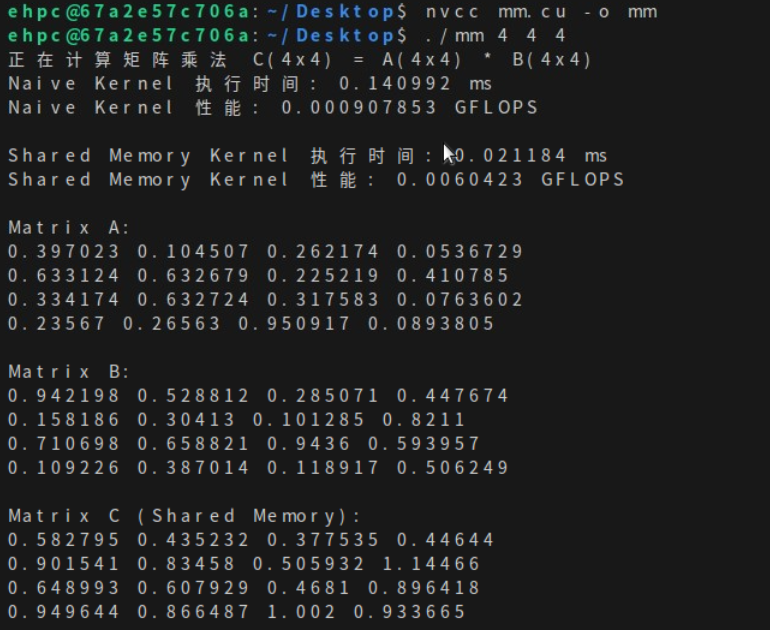 ehpc@67a2e57c706a:~/Desktop$ nvcc mm.cu -o mm
ehpc@67a2e57c706a:~/Desktop$ ./mm 4 4 4
正在计算矩阵乘法 C(4x4) = A(4x4) * B(4x4)
Naive Kernel 执行时间: 0.140992 ms
Naive Kernel 性能: 0.000907853 GFLOPS

Shared Memory Kernel 执行时间: 0.021184 ms
Shared Memory Kernel 性能: 0.0060423 GFLOPS

Matrix A:
0.397023 0.104507 0.262174 0.0536729
0.633124 0.632679 0.225219 0.410785
0.334174 0.632724 0.317583 0.0763602
0.23567 0.26563 0.950917 0.0893805

Matrix B:
0.942198 0.528812 0.285071 0.447674
0.158186 0.30413 0.101285 0.8211
0.710698 0.658821 0.9436 0.593957
0.109226 0.387014 0.118917 0.506249

Matrix C (Shared Memory):
0.582795 0.435232 0.377535 0.44644
0.901541 0.83458 0.505932 1.14466
0.648993 0.607929 0.4681 0.896418
0.949644 0.866487 1.002 0.933665